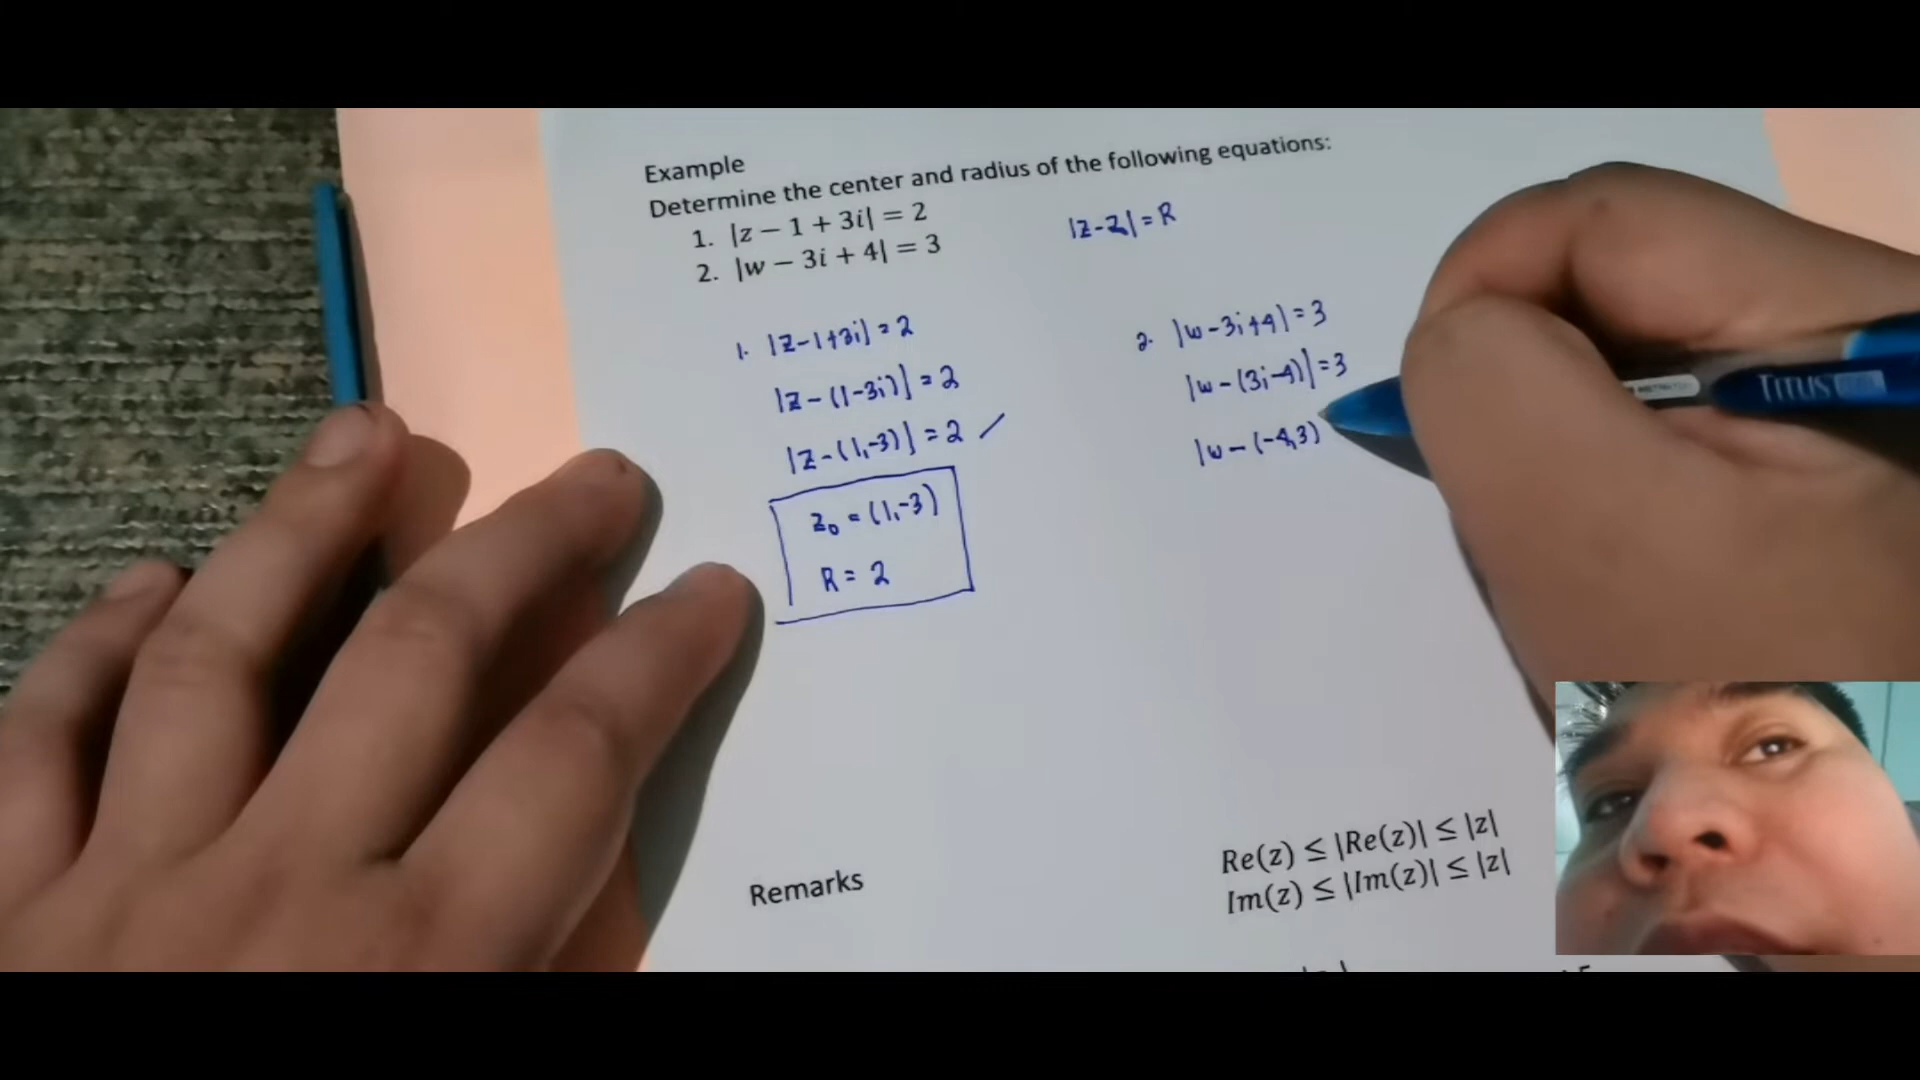 Example
Determine the center and radius of the following equations:
1. |z − 1 + 3i| = 2
2. |w − 3i + 4| = 3
|z-z₀|=R
1. |z-1+3i|=2
|z-(1-3i)|=2
|z-(1,-3)|=2
z₀=(1,-3)
R=2
2. |w-3i+4|=3
|w-(3i-4)|=3
|w-(-4,3)
TITUS
Remarks
Re(z) ≤ |Re(z)| ≤ |z|
Im(z) ≤ |Im(z)| ≤ |z|